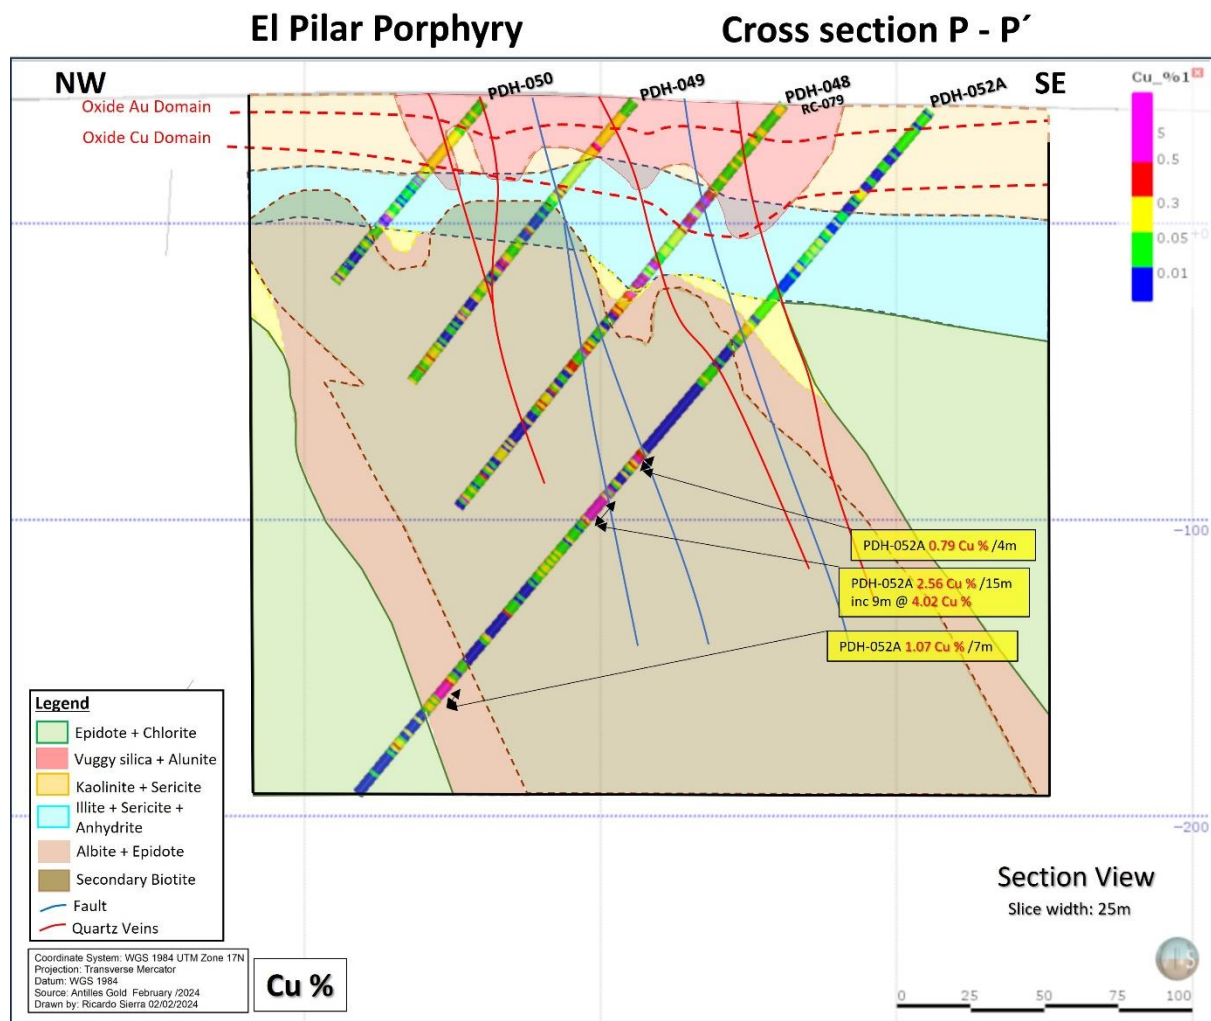 El Pilar Porphyry
Cross section P - P´
NW
SE
PDH-050
PDH-049
PDH-048
RC-079
PDH-052A
Cu_%1
5
0.5
0.3
0.05
0.01
Oxide Au Domain
Oxide Cu Domain
+0
-100
-200
PDH-052A 0.79 Cu % /4m
PDH-052A 2.56 Cu % /15m
inc 9m @ 4.02 Cu %
PDH-052A 1.07 Cu % /7m
Legend
Epidote + Chlorite
Vuggy silica + Alunite
Kaolinite + Sericite
Illite + Sericite +
Anhydrite
Albite + Epidote
Secondary Biotite
Fault
Quartz Veins
Coordinate System: WGS 1984 UTM Zone 17N
Projection: Transverse Mercator
Datum: WGS 1984
Source: Antilles Gold February /2024
Drawn by: Ricardo Sierra 02/02/2024
Cu %
Section View
Slice width: 25m
0 25 50 75 100